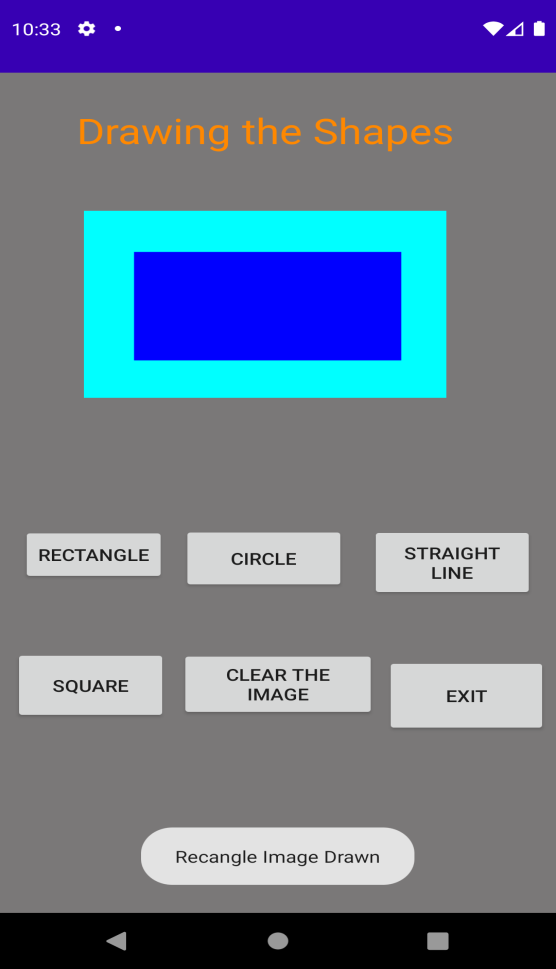 10:33
Drawing the Shapes
RECTANGLE
CIRCLE
STRAIGHT
LINE
SQUARE
CLEAR THE
IMAGE
EXIT
Recangle Image Drawn